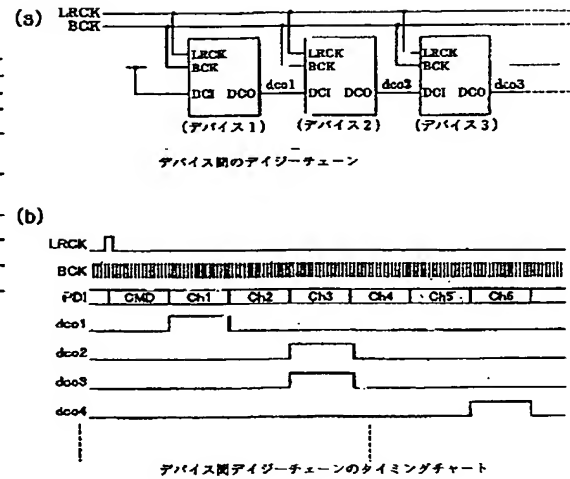 (a)
LRCK
BCK
LRCK
BCK
DCI DCO
dco1
(デバイス1)
LRCK
BCK
DCI DCO
dco2
(デバイス2)
LRCK
BCK
DCI DCO
dco3
(デバイス3)
デバイス間のデイジーチェーン
(b)
LRCK
BCK
PDI CMD Ch1 Ch2 Ch3 Ch4 Ch5 Ch6
dco1
dco2
dco3
dco4
デバイス間デイジーチェーンのタイミングチャート